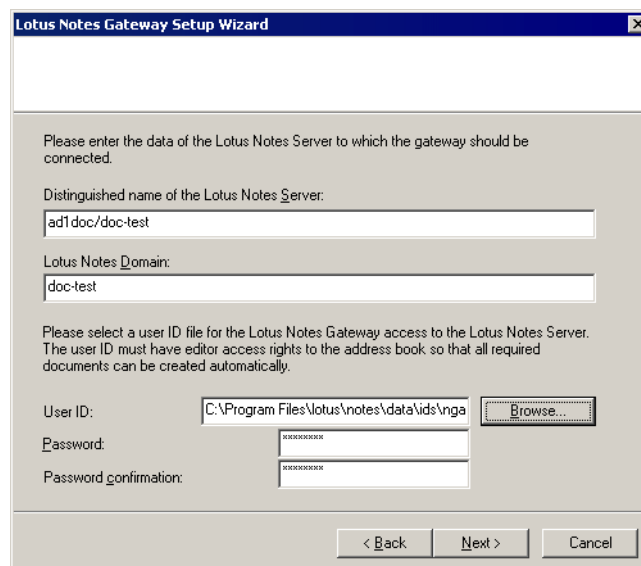 Lotus Notes Gateway Setup Wizard
Please enter the data of the Lotus Notes Server to which the gateway should be
connected.
Distinguished name of the Lotus Notes Server:
ad1doc/doc-test
Lotus Notes Domain:
doc-test
Please select a user ID file for the Lotus Notes Gateway access to the Lotus Notes Server.
The user ID must have editor access rights to the address book so that all required
documents can be created automatically.
User ID:
C:\Program Files\lotus\notes\data\ids\nga
Browse...
Password:
xxxxxxxx
Password confirmation:
xxxxxxxx
< Back
Next >
Cancel